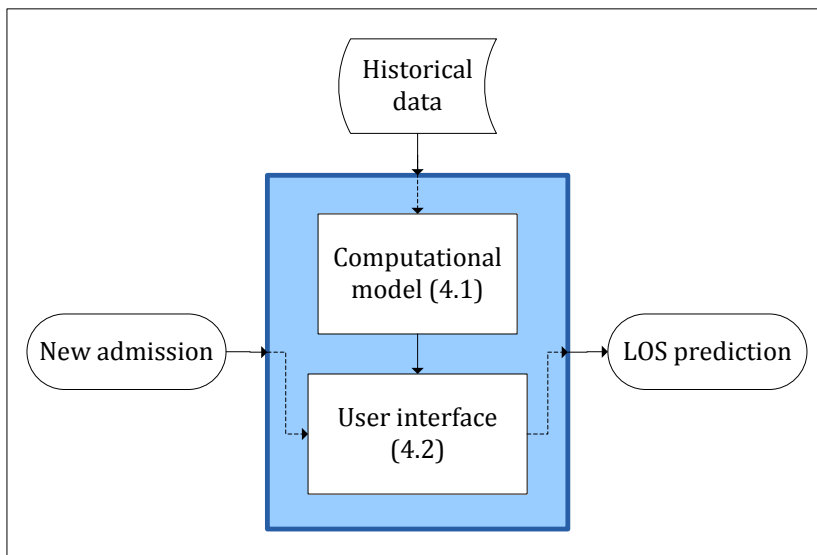 Historical
data
Computational
model (4.1)
New admission
LOS prediction
User interface
(4.2)